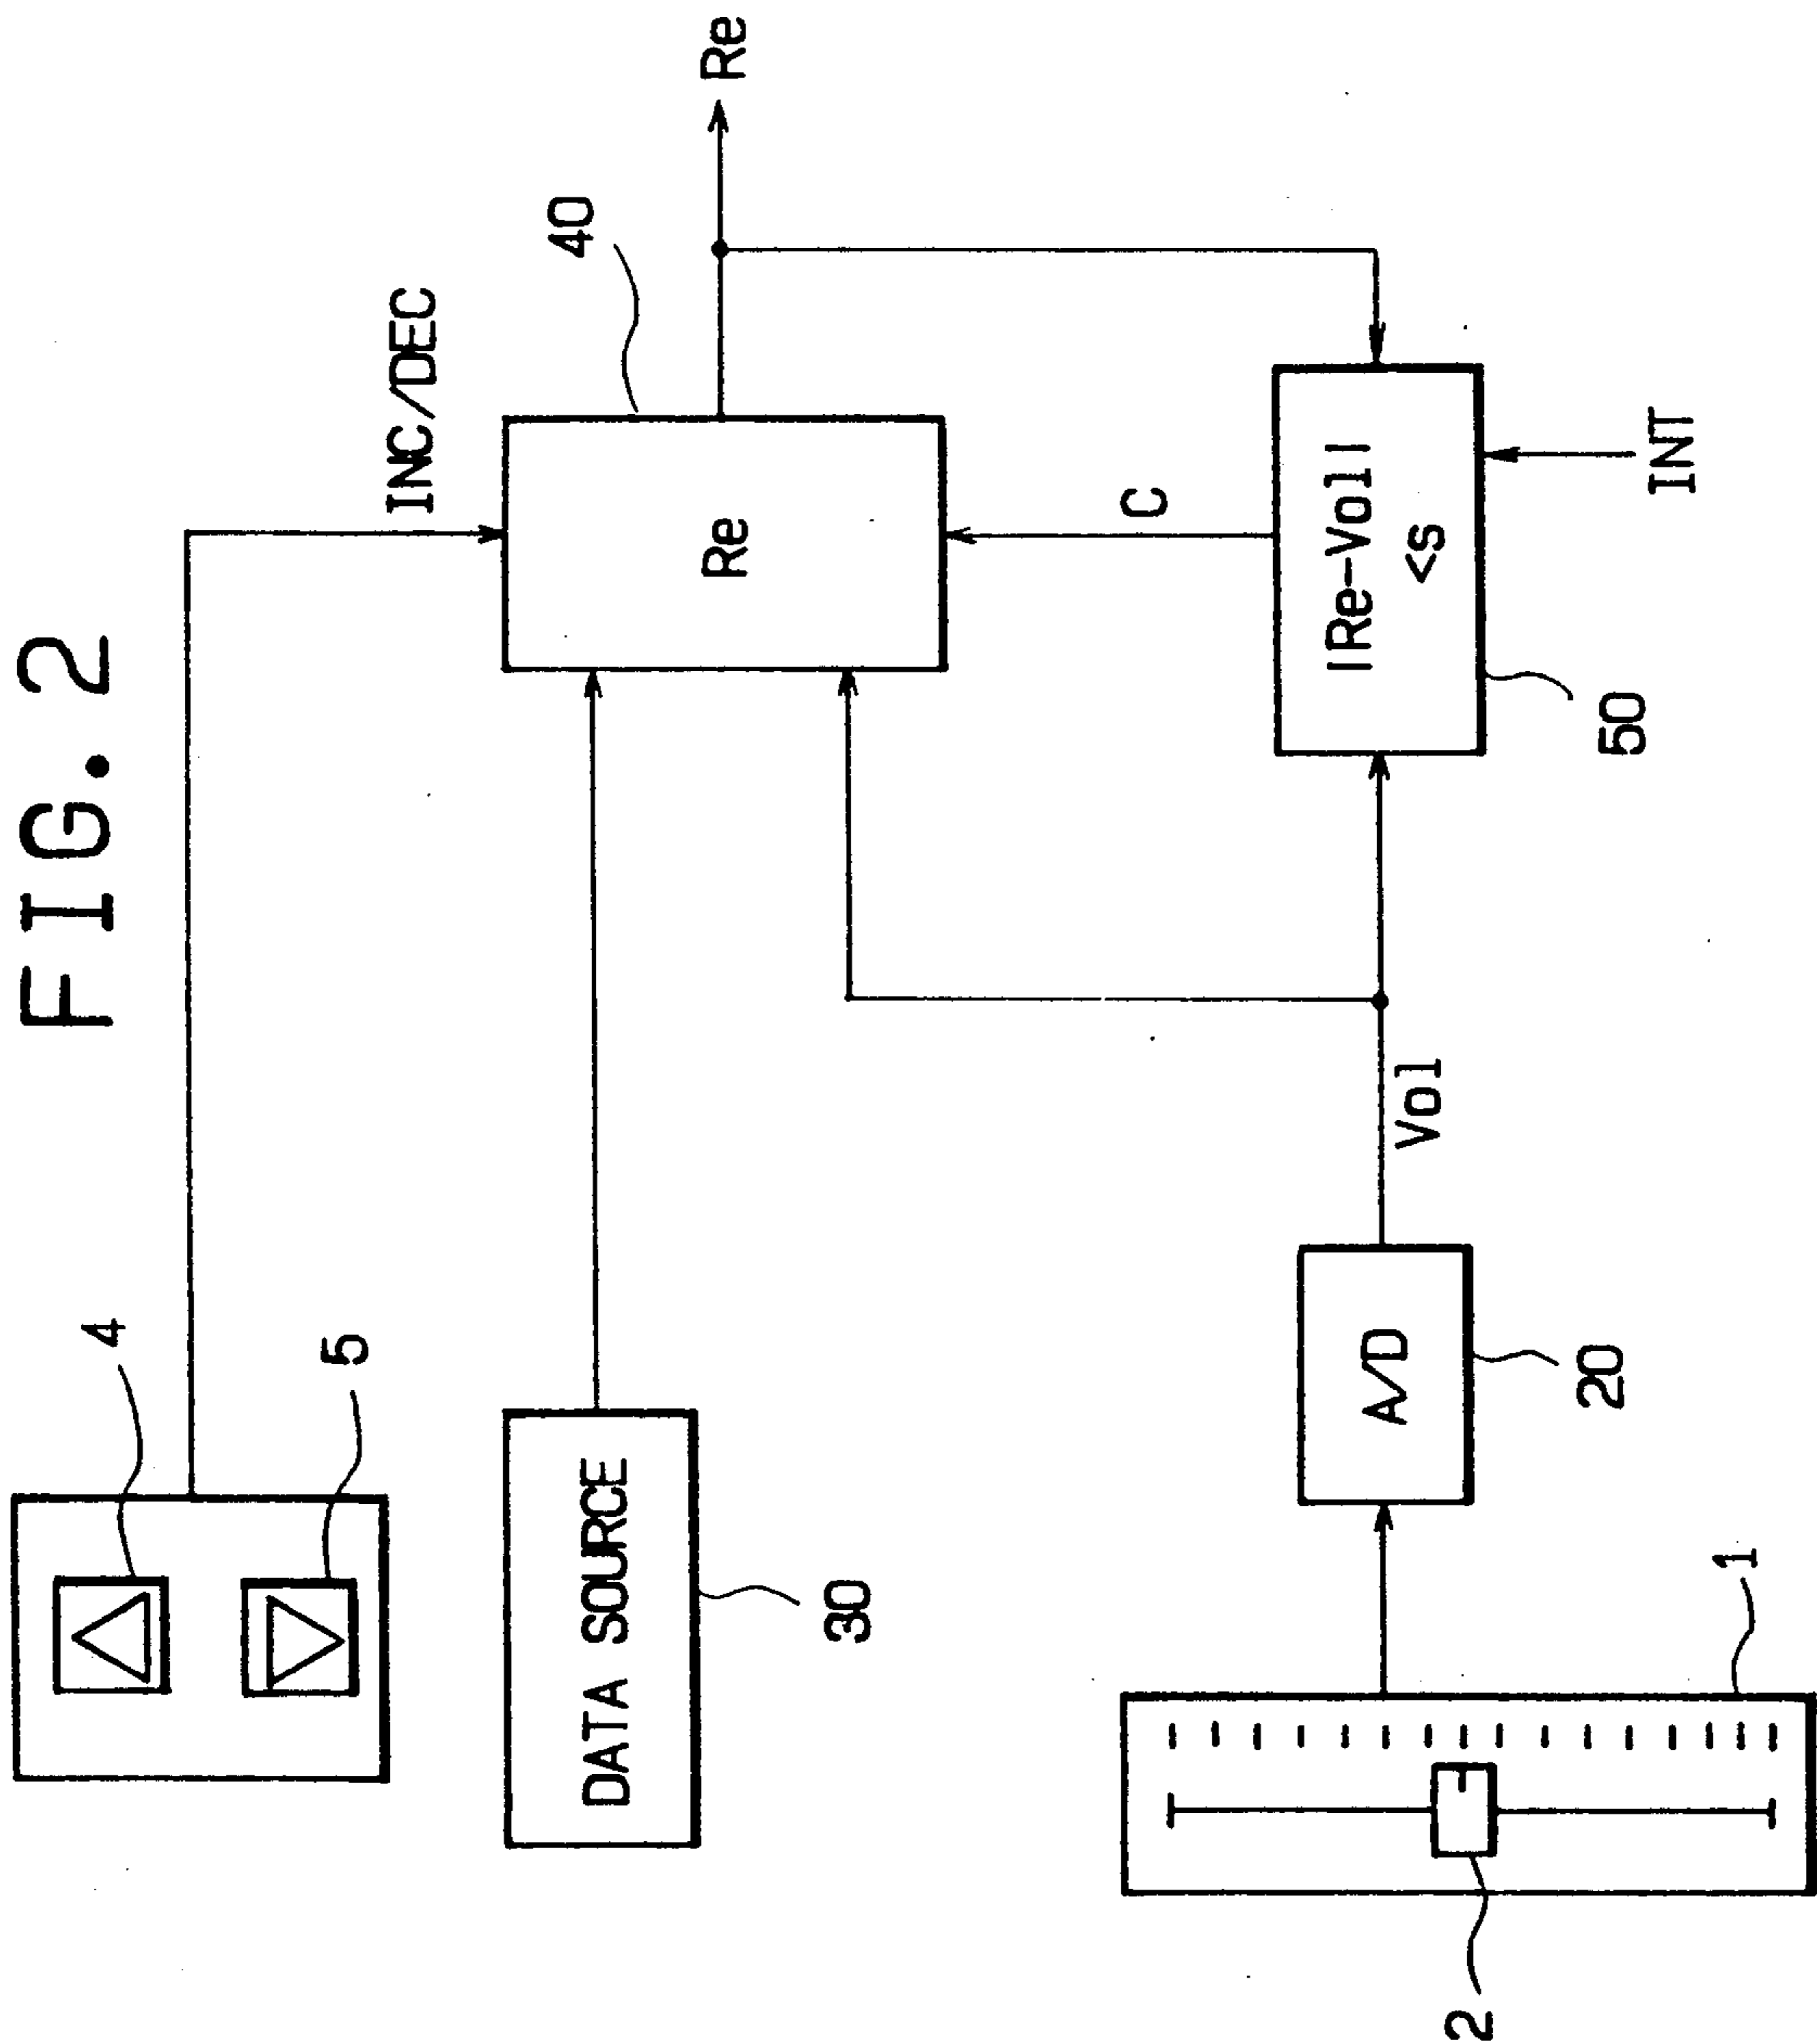 FIG. 2
4
5
INC/DEC
DATA SOURCE
30
Re
40
Re
1
2
A/D
20
Vol
C
|Re-Vol|
<s
50
INT